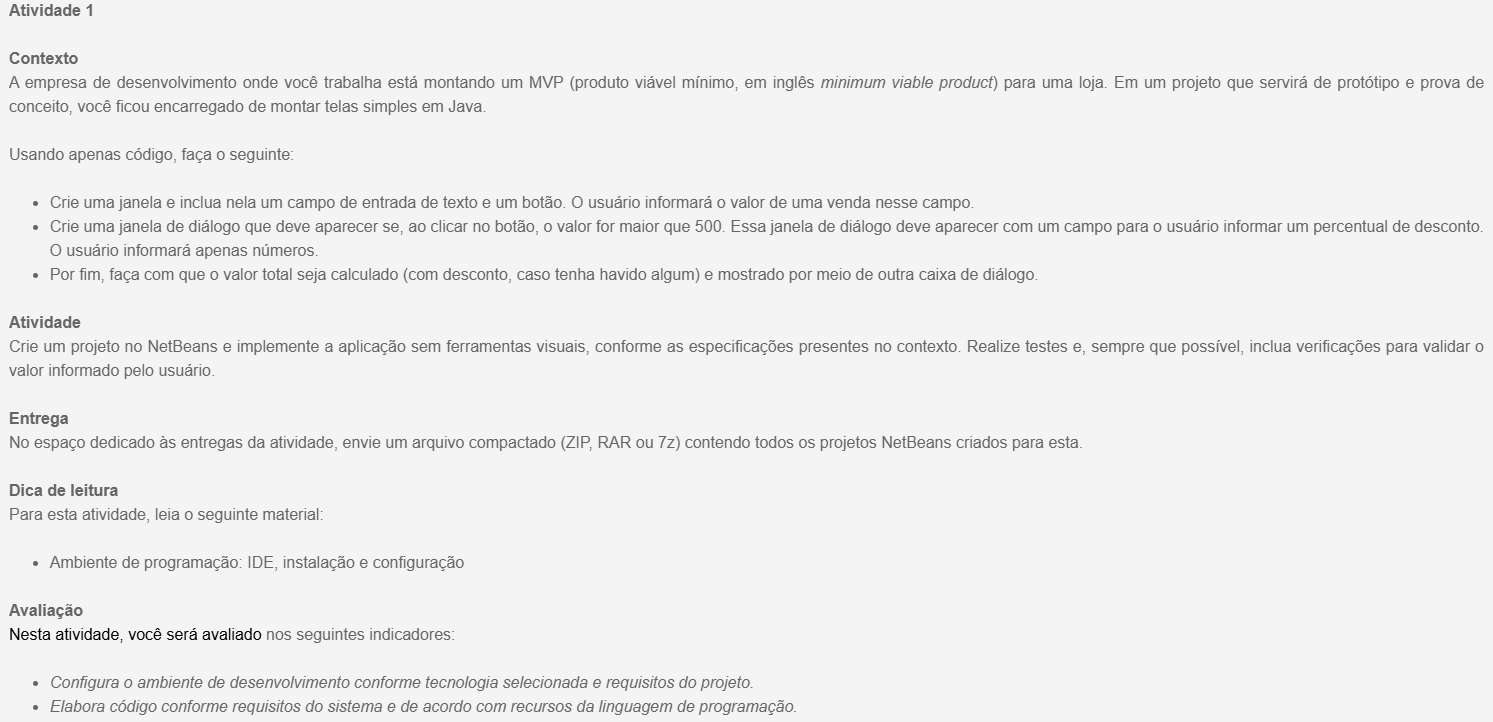 Atividade 1
Contexto
A empresa de desenvolvimento onde você trabalha está montando um MVP (produto viável mínimo, em inglês minimum viable product) para uma loja. Em um projeto que servirá de protótipo e prova de
conceito, você ficou encarregado de montar telas simples em Java.
Usando apenas código, faça o seguinte:
• Crie uma janela e inclua nela um campo de entrada de texto e um botão. O usuário informará o valor de uma venda nesse campo.
• Crie uma janela de diálogo que deve aparecer se, ao clicar no botão, o valor for maior que 500. Essa janela de diálogo deve aparecer com um campo para o usuário informar um percentual de desconto.
O usuário informará apenas números.
• Por fim, faça com que o valor total seja calculado (com desconto, caso tenha havido algum) e mostrado por meio de outra caixa de diálogo.
Atividade
Crie um projeto no NetBeans e implemente a aplicação sem ferramentas visuais, conforme as especificações presentes no contexto. Realize testes e, sempre que possível, inclua verificações para validar o
valor informado pelo usuário.
Entrega
No espaço dedicado às entregas da atividade, envie um arquivo compactado (ZIP, RAR ou 7z) contendo todos os projetos NetBeans criados para esta.
Dica de leitura
Para esta atividade, leia o seguinte material:
• Ambiente de programação: IDE, instalação e configuração
Avaliação
Nesta atividade, você será avaliado nos seguintes indicadores:
• Configura o ambiente de desenvolvimento conforme tecnologia selecionada e requisitos do projeto.
• Elabora código conforme requisitos do sistema e de acordo com recursos da linguagem de programação.